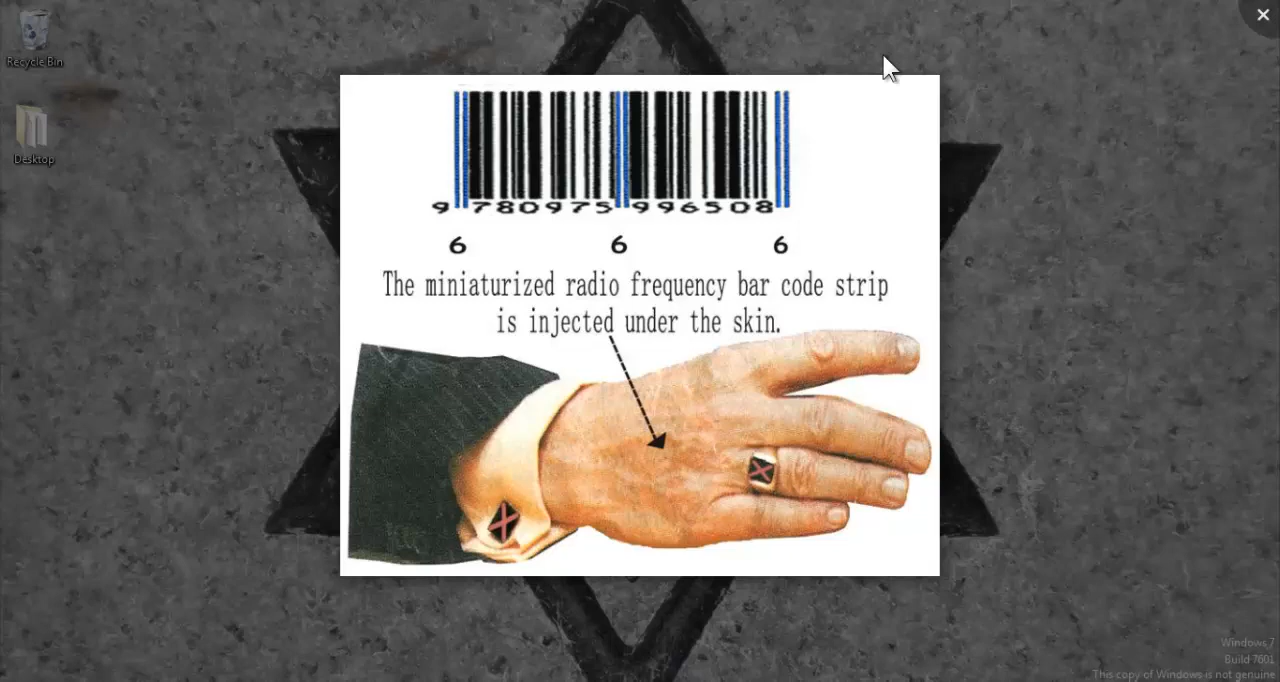 Recycle Bin
Desktop
9 780975 996508
6 6 6
The miniaturized radio frequency bar code strip
is injected under the skin.
Windows 7
Build 7601
This copy of Windows is not genuine